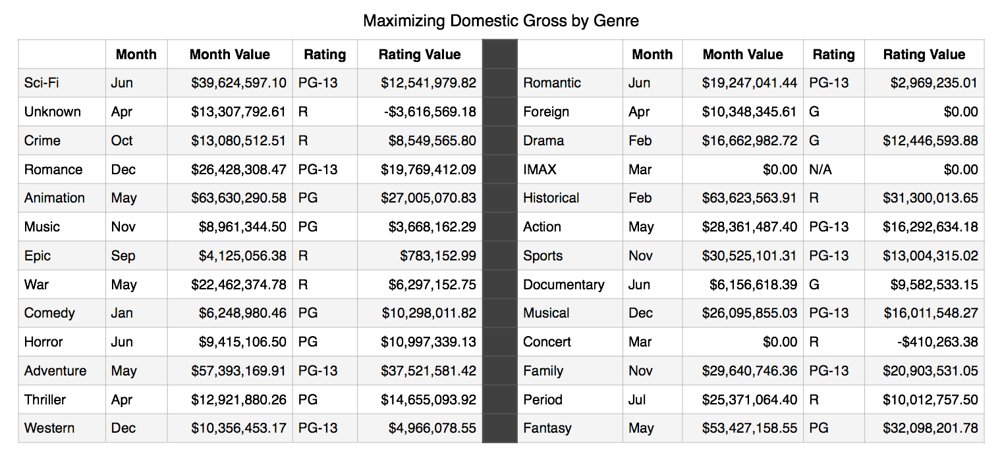 Maximizing Domestic Gross by Genre
Month Month Value Rating Rating Value Month Month Value Rating Rating Value
Sci-Fi Jun $39,624,597.10 PG-13 $12,541,979.82 Romantic Jun $19,247,041.44 PG-13 $2,969,235.01
Unknown Apr $13,307,792.61 R -$3,616,569.18 Foreign Apr $10,348,345.61 G $0.00
Crime Oct $13,080,512.51 R $8,549,565.80 Drama Feb $16,662,982.72 G $12,446,593.88
Romance Dec $26,428,308.47 PG-13 $19,769,412.09 IMAX Mar $0.00 N/A $0.00
Animation May $63,630,290.58 PG $27,005,070.83 Historical Feb $63,623,563.91 R $31,300,013.65
Music Nov $8,961,344.50 PG $3,668,162.29 Action May $28,361,487.40 PG-13 $16,292,634.18
Epic Sep $4,125,056.38 R $783,152.99 Sports Nov $30,525,101.31 PG-13 $13,004,315.02
War May $22,462,374.78 R $6,297,152.75 Documentary Jun $6,156,618.39 G $9,582,533.15
Comedy Jan $6,248,980.46 PG $10,298,011.82 Musical Dec $26,095,855.03 PG-13 $16,011,548.27
Horror Jun $9,415,106.50 PG $10,997,339.13 Concert Mar $0.00 R -$410,263.38
Adventure May $57,393,169.91 PG-13 $37,521,581.42 Family Nov $29,640,746.36 PG-13 $20,903,531.05
Thriller Apr $12,921,880.26 PG $14,655,093.92 Period Jul $25,371,064.40 R $10,012,757.50
Western Dec $10,356,453.17 PG-13 $4,966,078.55 Fantasy May $53,427,158.55 PG $32,098,201.78